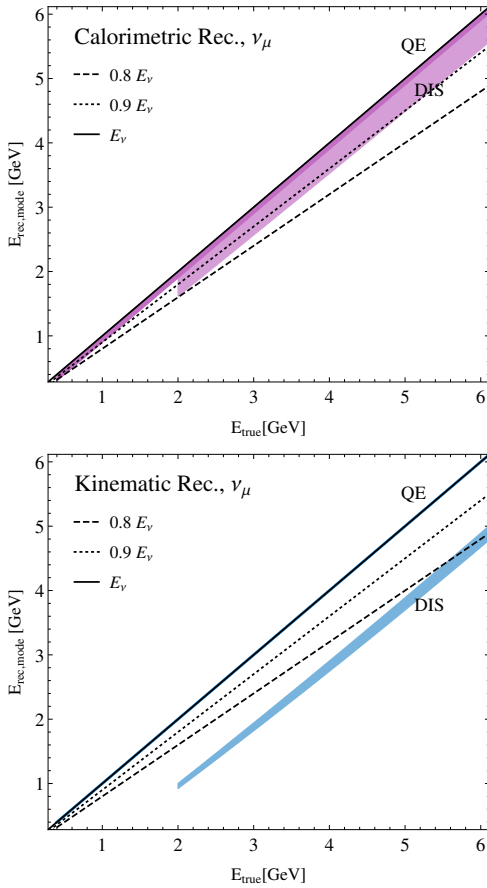 Calorimetric Rec., νμ
0.8 Eν
0.9 Eν
Eν
QE
DIS
Erec,mode [GeV]
6
5
4
3
2
1
1 2 3 4 5 6
Etrue[GeV]
Kinematic Rec., νμ
0.8 Eν
0.9 Eν
Eν
QE
DIS
Erec,mode [GeV]
6
5
4
3
2
1
1 2 3 4 5 6
Etrue[GeV]